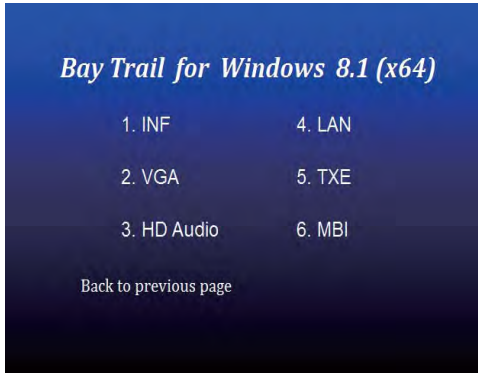 Bay Trail for Windows 8.1 (x64)
1. INF
4. LAN
2. VGA
5. TXE
3. HD Audio
6. MBI
Back to previous page